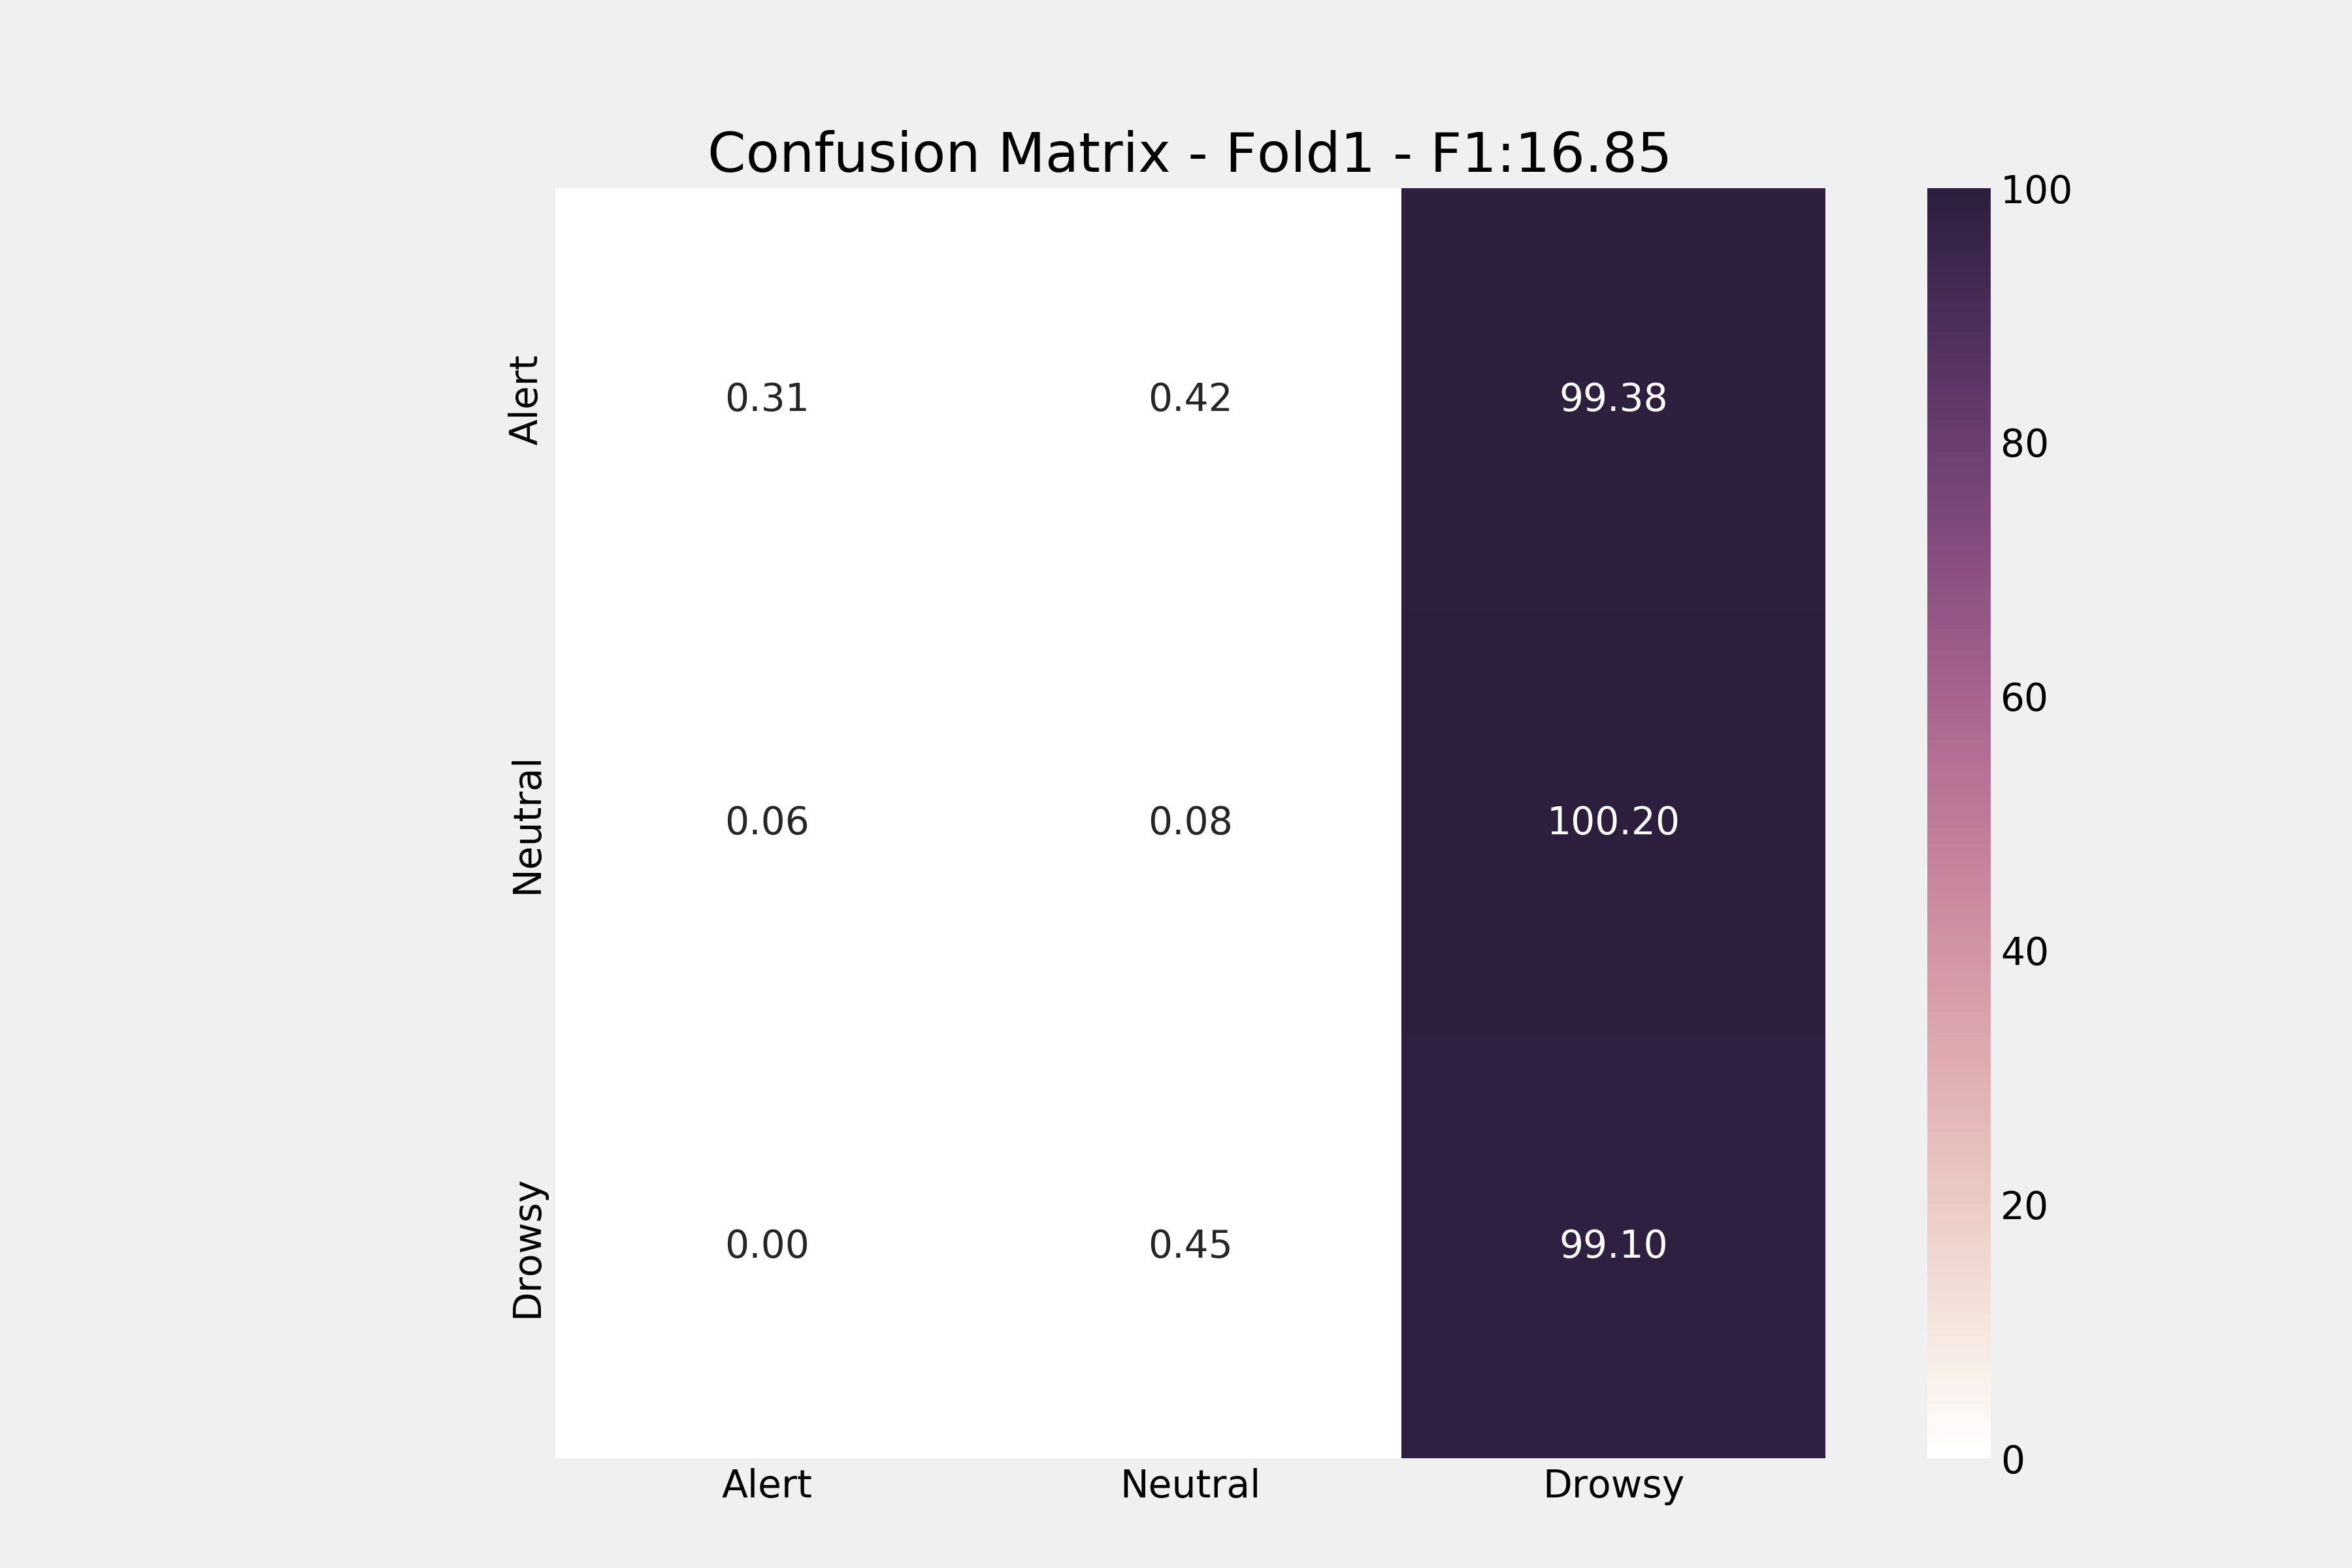 Confusion Matrix - Fold1 - F1:16.85
Alert
0.31 0.42 99.38
Neutral
0.06 0.08 100.20
Drowsy
0.00 0.45 99.10
Alert Neutral Drowsy
100
80
60
40
20
0